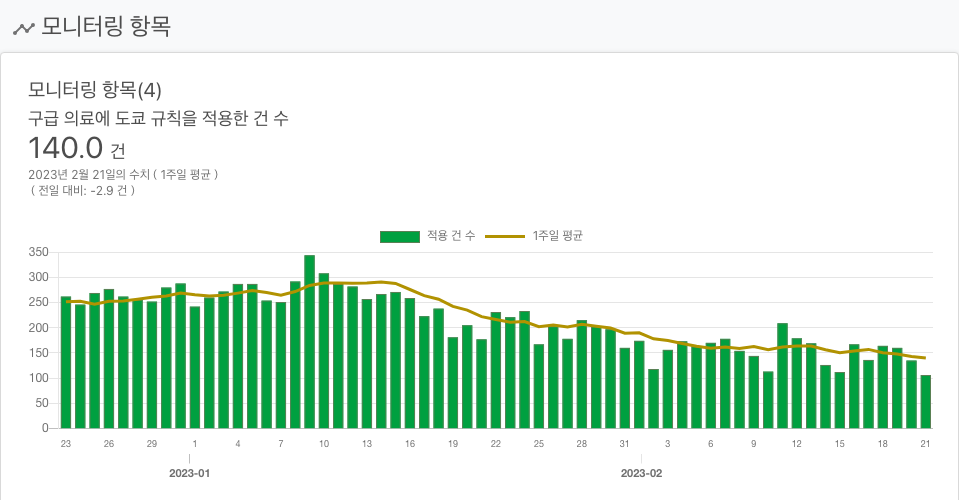 모니터링 항목
모니터링 항목(4)
구급 의료에 도쿄 규칙을 적용한 건 수
140.0 건
2023년 2월 21일의 수치 ( 1주일 평균 )
( 전일 대비: -2.9 건 )
적용 건 수 1주일 평균
350
300
250
200
150
100
50
0
23 26 29 1 4 7 10 13 16 19 22 25 28 31 3 6 9 12 15 18 21
2023-01 2023-02